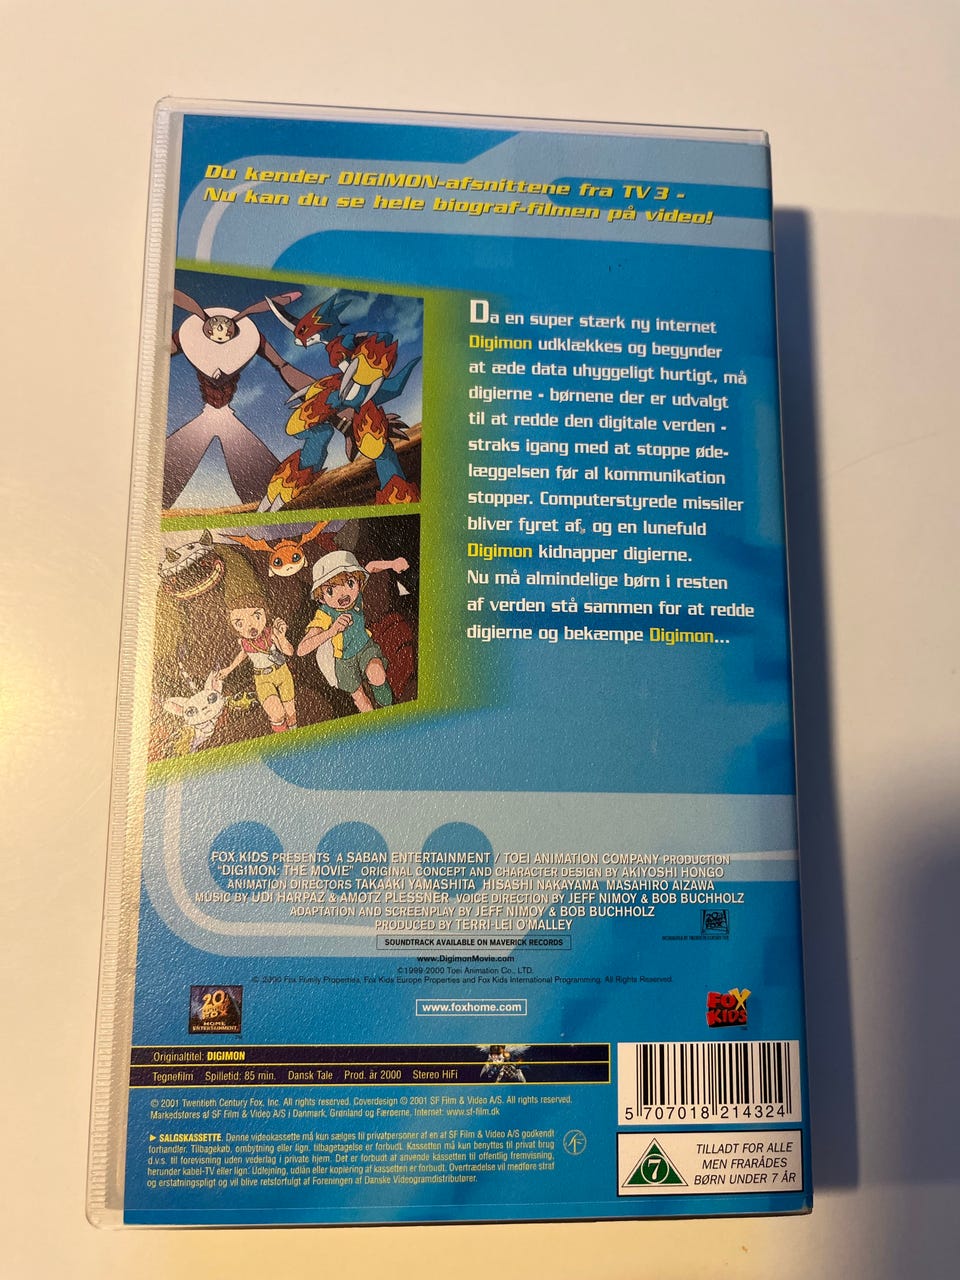 Du kender DIGIMON-afsnittene fra TV 3 -
Nu kan du se hele biograf-filmen på video!
Da en super stærk ny internet
Digimon udklækkes og begynder
at æde data uhyggeligt hurtigt, må
digierne - børnene der er udvalgt
til at redde den digitale verden -
straks igang med at stoppe øde-
læggelsen før al kommunikation
stopper. Computerstyrede missiler
bliver fyret af, og en lunefuld
Digimon kidnapper digierne.
Nu må almindelige børn i resten
af verden stå sammen for at redde
digierne og bekæmpe Digimon...
FOX KIDS PRESENTS A SABAN ENTERTAINMENT / TOEI ANIMATION COMPANY PRODUCTION
"DIGIMON: THE MOVIE" ORIGINAL CONCEPT AND CHARACTER DESIGN BY AKIYOSHI HONGO
ANIMATION DIRECTORS TAKAAKI YAMASHITA HISASHI NAKAYAMA MASAHIRO AIZAWA
MUSIC BY UDI HARPAZ & AMOTZ PLESSNER VOICE DIRECTION BY JEFF NIMOY & BOB BUCHHOLZ
ADAPTATION AND SCREENPLAY BY JEFF NIMOY & BOB BUCHHOLZ
PRODUCED BY TERRI-LEI O'MALLEY
SOUNDTRACK AVAILABLE ON MAVERICK RECORDS
www.DigimonMovie.com
©1999-2000 Toei Animation Co., LTD.
© 2000 Fox Family Properties, Fox Kids Europe Properties and Fox Kids International Programming. All Rights Reserved.
www.foxhome.com
20
HOME
ENTERTAINMENT
FOX
KIDS
Originaltitel: DIGIMON
Tegnefilm Spilletid: 85 min. Dansk Tale Prod. år 2000 Stereo HiFi
© 2001 Twentieth Century Fox, Inc. All rights reserved. Coverdesign © 2001 SF Film & Video A/S. All rights reserved.
Markedsføres af SF Film & Video A/S i Danmark, Grønland og Færøerne. Internet: www.sf-film.dk
► SALGSKASSETTE. Denne videokassette må kun sælges til privatpersoner af en af SF Film & Video A/S godkendt
forhandler. Tilbagekøb, ombytning eller lign. tilbagetagelse er forbudt. Kassetten må kun benyttes til privat brug
d.v.s. til forevisning uden vederlag i private hjem. Det er forbudt at anvende kassetten til offentlig fremvisning,
herunder kabel-TV eller lign. Udlejning, udlån eller kopiering af kassetten er forbudt. Overtrædelse vil medføre straf
og erstatningspligt og vil blive retsforfulgt af Foreningen af Danske Videogramdistributører.
5 707018 214324
7
TILLADT FOR ALLE
MEN FRARÅDES
BØRN UNDER 7 ÅR